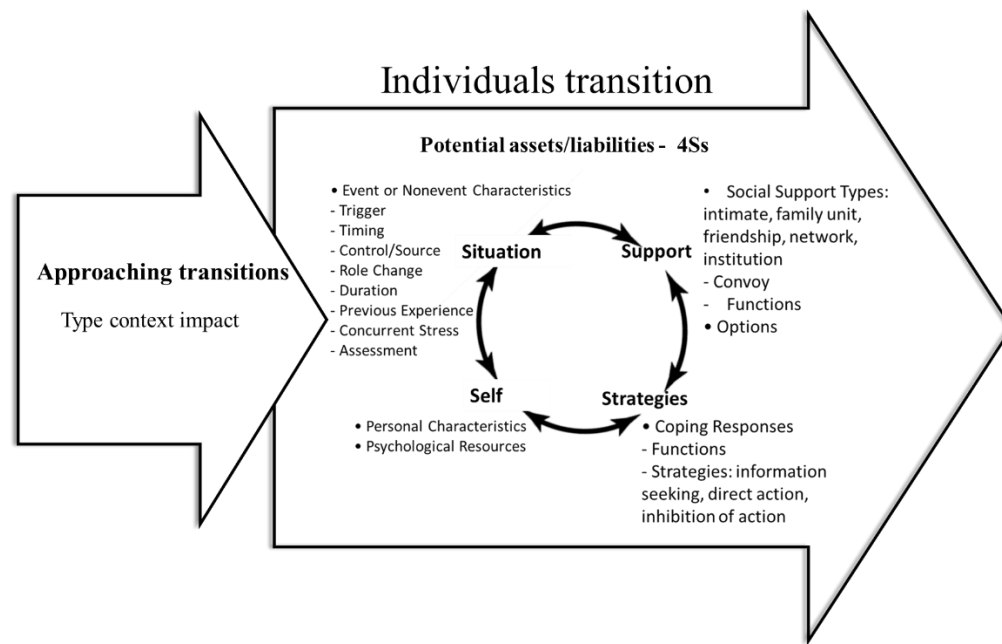 Individuals transition
Potential assets/liabilities - 4Ss
Approaching transitions
Type context impact
• Event or Nonevent Characteristics
- Trigger
- Timing
- Control/Source
- Role Change
- Duration
- Previous Experience
- Concurrent Stress
- Assessment
Situation
Support
• Social Support Types:
intimate, family unit,
friendship, network,
institution
- Convoy
- Functions
• Options
Self
• Personal Characteristics
• Psychological Resources
Strategies
• Coping Responses
- Functions
- Strategies: information
seeking, direct action,
inhibition of action